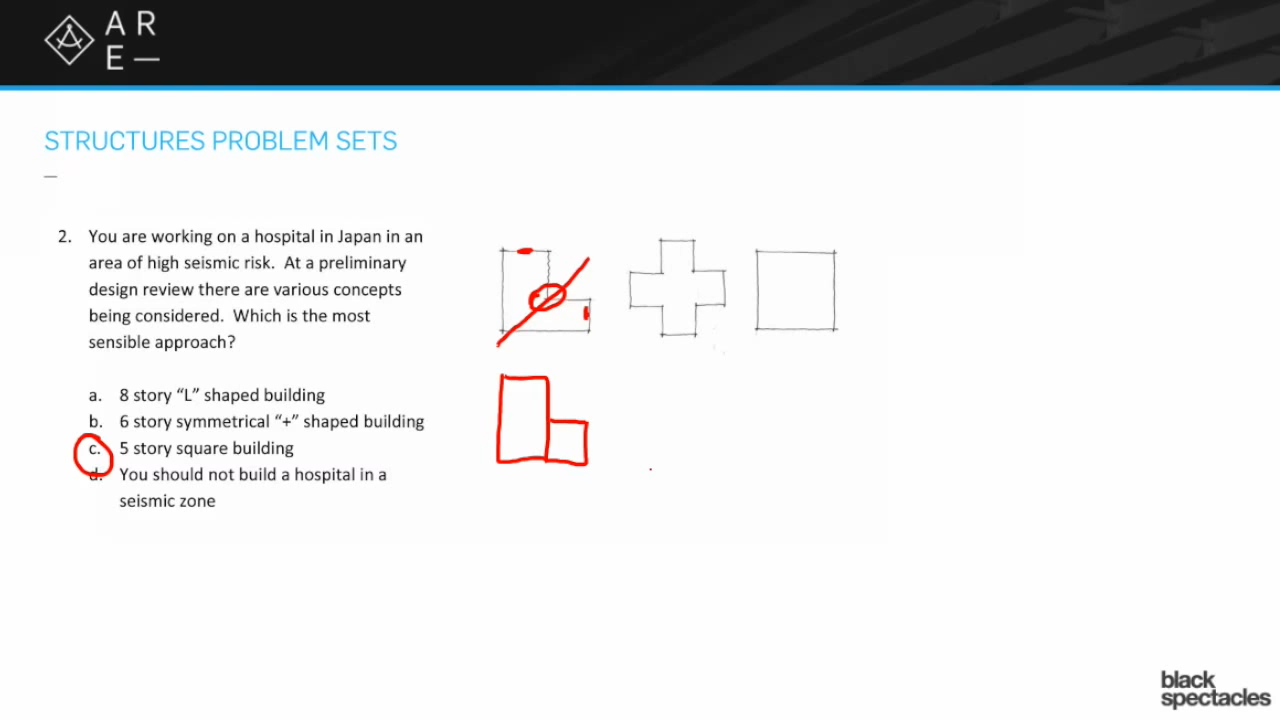 A R
E —
STRUCTURES PROBLEM SETS
—
2. You are working on a hospital in Japan in an
area of high seismic risk. At a preliminary
design review there are various concepts
being considered. Which is the most
sensible approach?
a. 8 story “L” shaped building
b. 6 story symmetrical “+” shaped building
c. 5 story square building
d. You should not build a hospital in a
seismic zone
black
spectacles